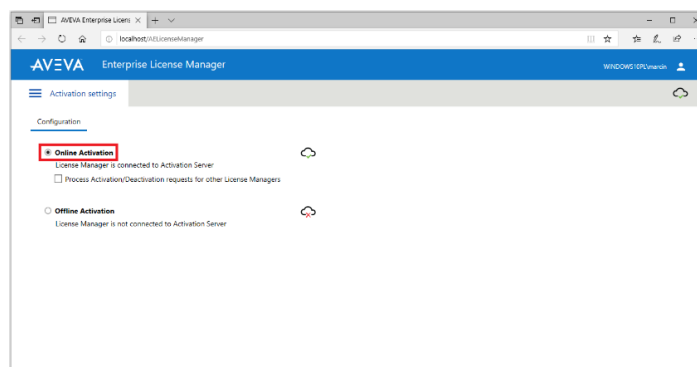 AVEVA Enterprise Licens
localhost/AELicenseManager
AVEVA Enterprise License Manager
WINDOWS10PL\marcin
Activation settings
Configuration
Online Activation
License Manager is connected to Activation Server
Process Activation/Deactivation requests for other License Managers
Offline Activation
License Manager is not connected to Activation Server